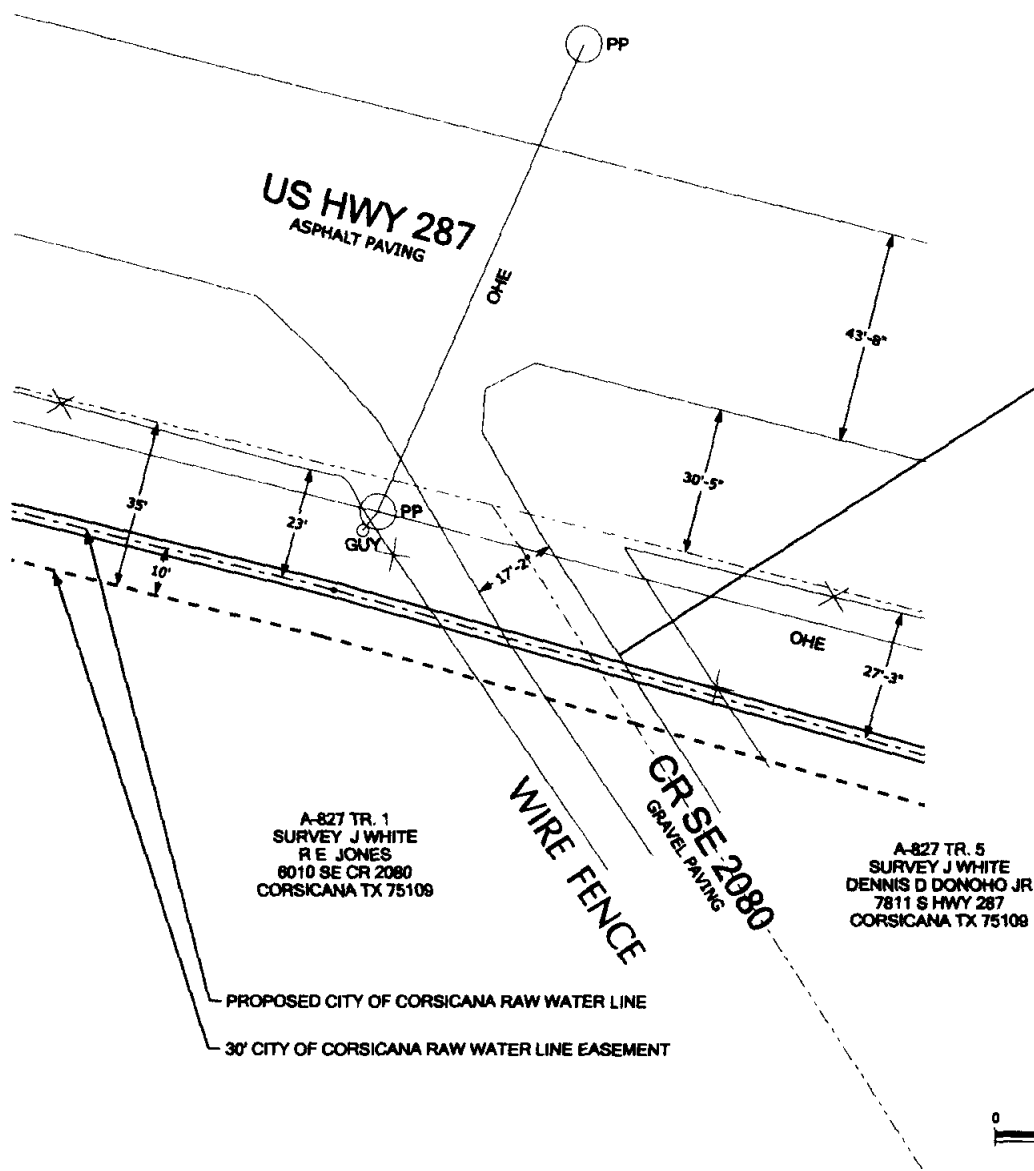 PP
US HWY 287
ASPHALT PAVING
OHE
43'-8"
30'-5"
35'
23'
PP
GUY
10'
17'-2"
OHE
27'-3"
WIRE FENCE
CR SE 2080
GRAVEL PAVING
A-827 TR. 1
SURVEY J WHITE
R E JONES
6010 SE CR 2080
CORSICANA TX 75109
A-827 TR. 5
SURVEY J WHITE
DENNIS D DONOHO JR
7811 S HWY 287
CORSICANA TX 75109
PROPOSED CITY OF CORSICANA RAW WATER LINE
30' CITY OF CORSICANA RAW WATER LINE EASEMENT
0